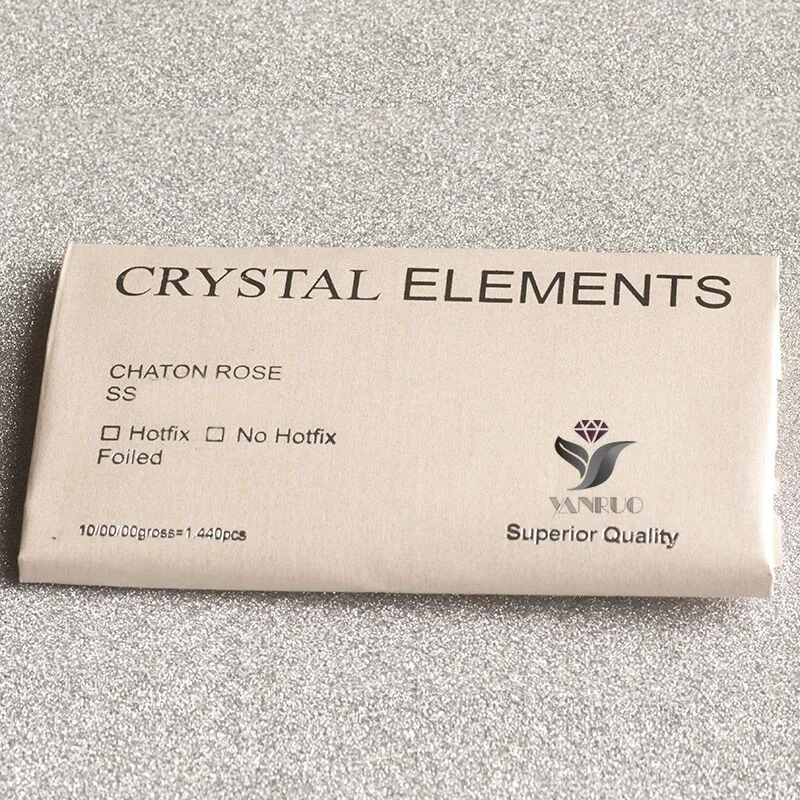 CRYSTAL ELEMENTS
CHATON ROSE
SS
☐ Hotfix ☐ No Hotfix
Foiled
10/00/00gross=1.440pcs
YANRUO
Superior Quality